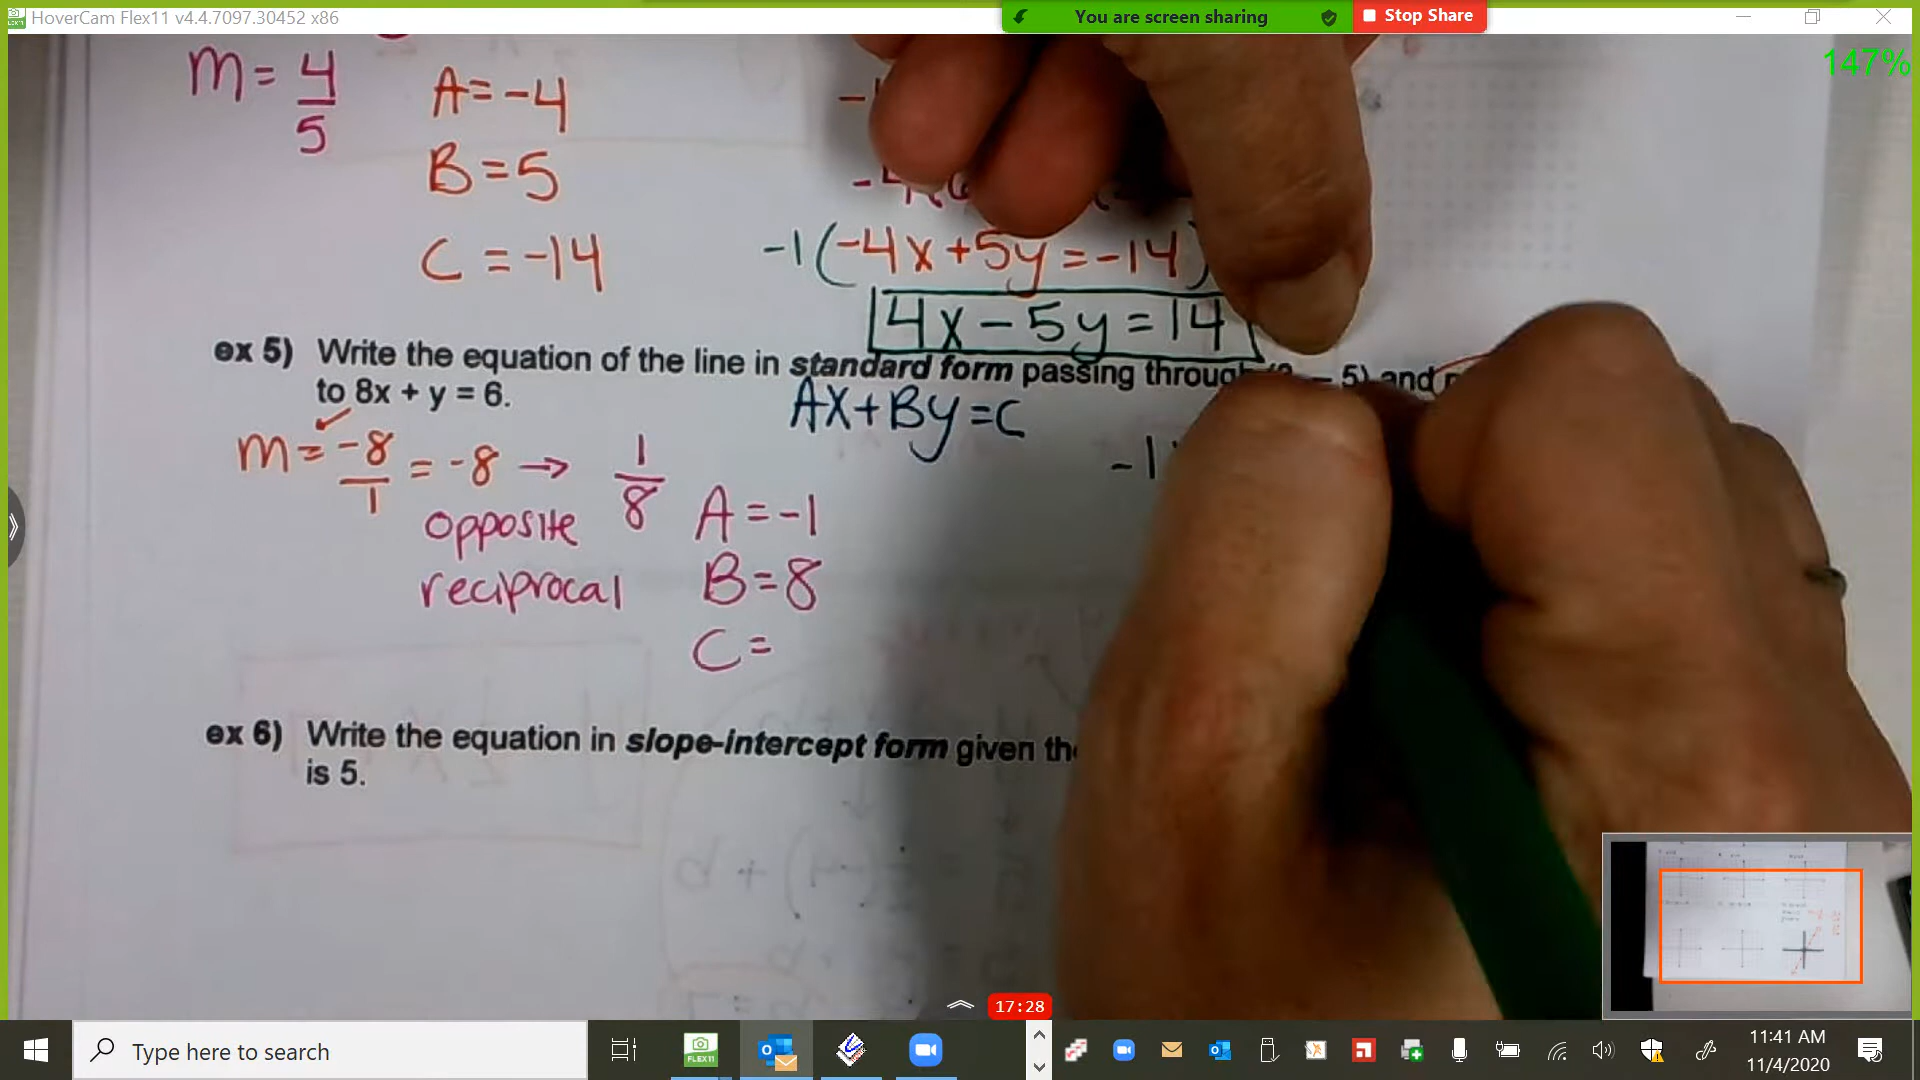 HoverCam Flex11 v4.4.7097.30452 x86
You are screen sharing
Stop Share
147%
m = 4/5
A = -4
B = 5
C = -14
-1(-4x+5y=-14)
4x-5y=14
ex 5) Write the equation of the line in standard form passing through 5) and
to 8x + y = 6.
Ax+By=C
m = -8/1 = -8 → 1/8
opposite
reciprocal
A = -1
B = 8
C =
-1
ex 6) Write the equation in slope-intercept form given
is 5.
17:28
Type here to search
FLEX11
11:41 AM
11/4/2020